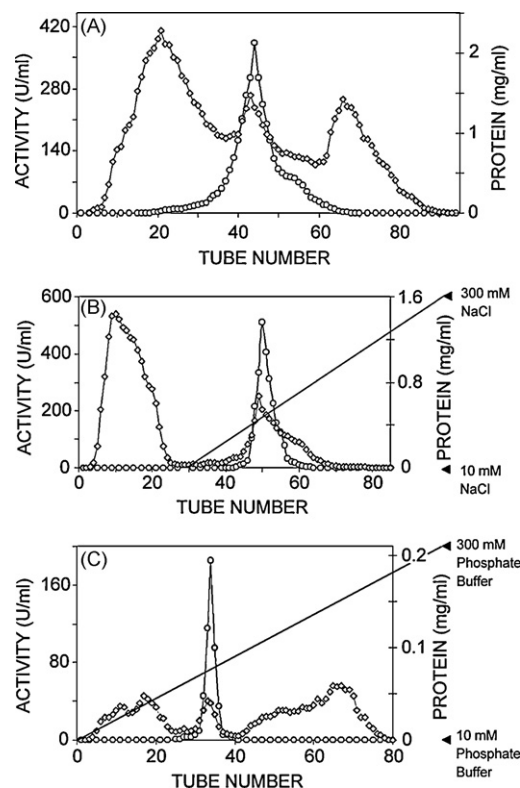 (A)
420
280
140
0
ACTIVITY (U/ml)
2
1
0
PROTEIN (mg/ml)
0 20 40 60 80
TUBE NUMBER
(B)
600
400
200
0
ACTIVITY (U/ml)
1.6
0.8
0
PROTEIN (mg/ml)
300 mM
NaCl
10 mM
NaCl
0 20 40 60 80
TUBE NUMBER
(C)
160
80
0
ACTIVITY (U/ml)
0.2
0.1
0
PROTEIN (mg/ml)
300 mM
Phosphate
Buffer
10 mM
Phosphate
Buffer
0 20 40 60 80
TUBE NUMBER